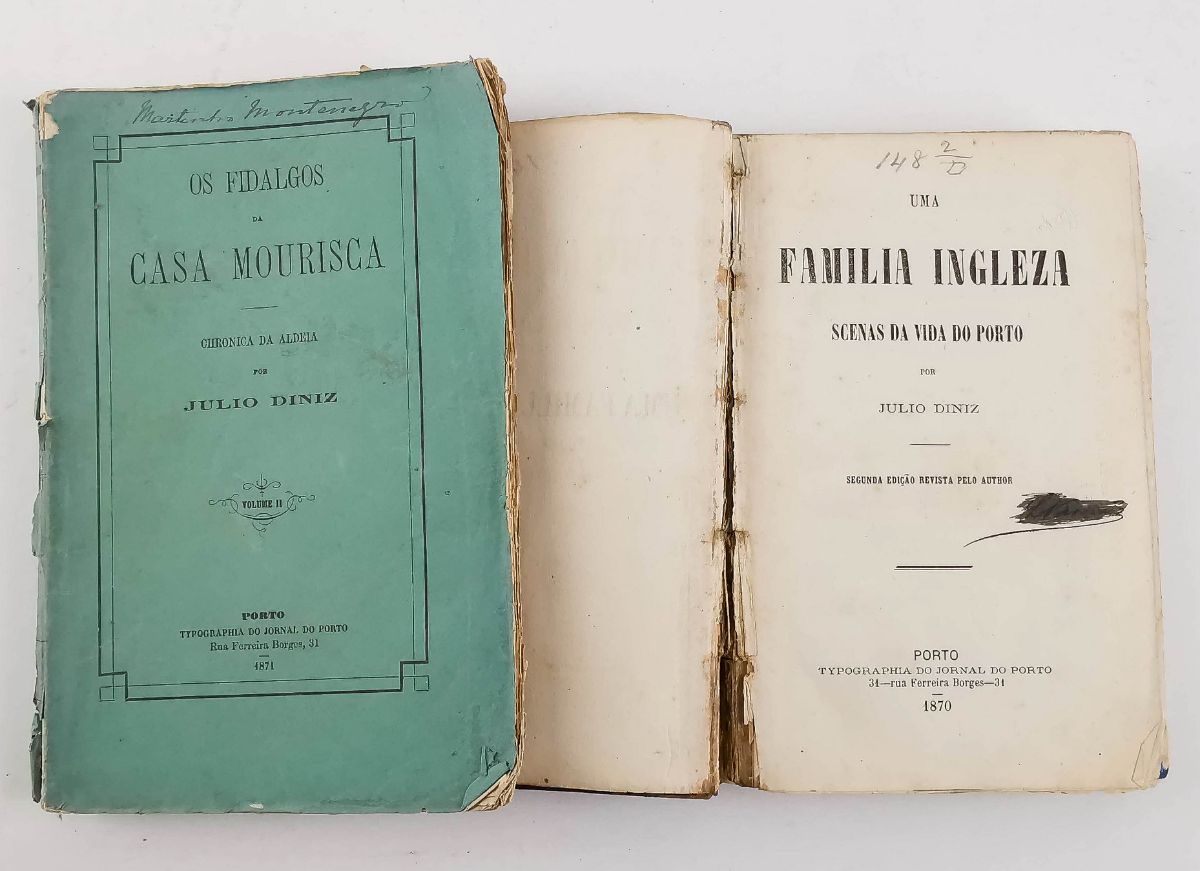 Martinho Montenegro
OS FIDALGOS
DA
CASA MOURISCA
CHRONICA DA ALDEIA
POR
JULIO DINIZ
VOLUME II
PORTO
TYPOGRAPHIA DO JORNAL DO PORTO
Rua Ferreira Borges, 31
1871
148 2
UMA
FAMILIA INGLEZA
SCENAS DA VIDA DO PORTO
POR
JULIO DINIZ
SEGUNDA EDIÇÃO REVISTA PELO AUTHOR
PORTO
TYPOGRAPHIA DO JORNAL DO PORTO
31—rua Ferreira Borges—31
1870